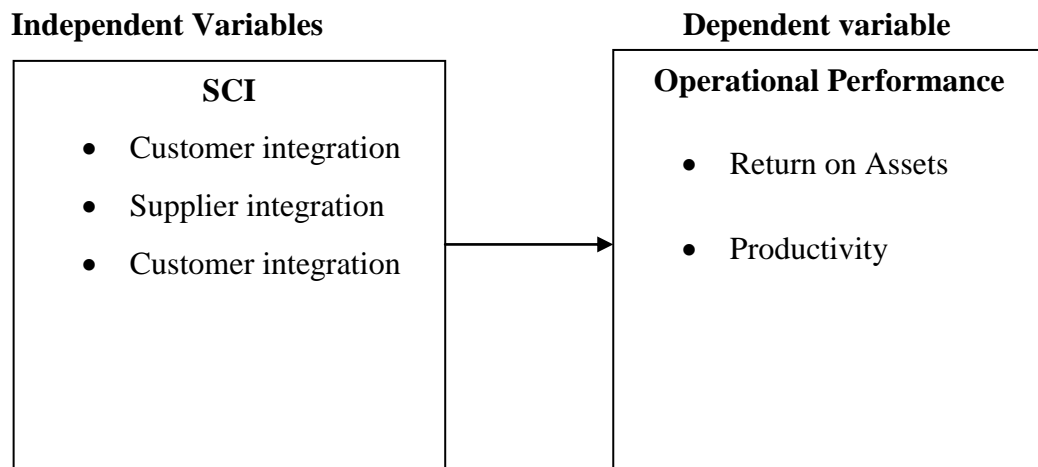 Independent Variables
Dependent variable
SCI
• Customer integration
• Supplier integration
• Customer integration
Operational Performance
• Return on Assets
• Productivity